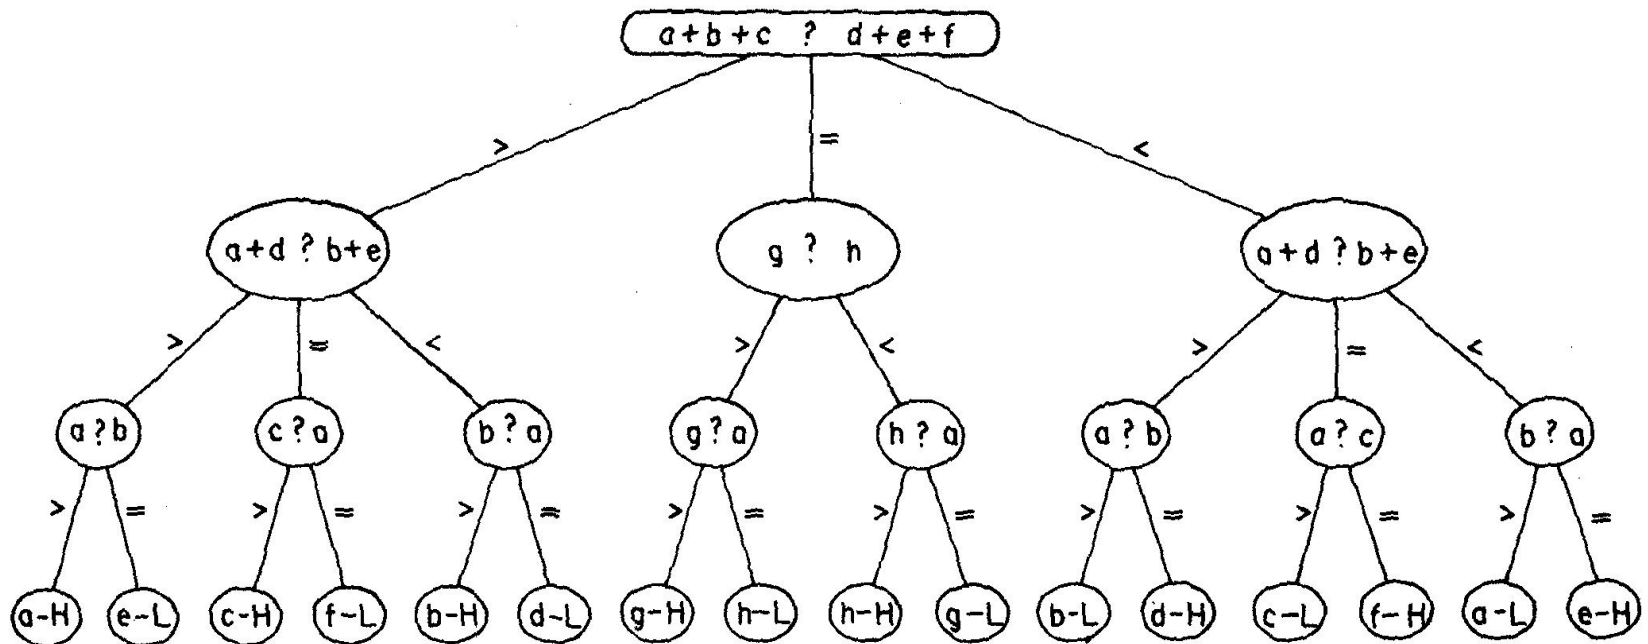 a+b+c ? d+e+f
> = <
a+d ? b+e g ? h a+d ? b+e
> = < > < > = <
a ? b c ? a b ? a g ? a h ? a a ? b a ? c b ? a
> = > = > = > = > = > = > = > =
a-H e-L c-H f-L b-H d-L g-H h-L h-H g-L b-L d-H c-L f-H a-L e-H